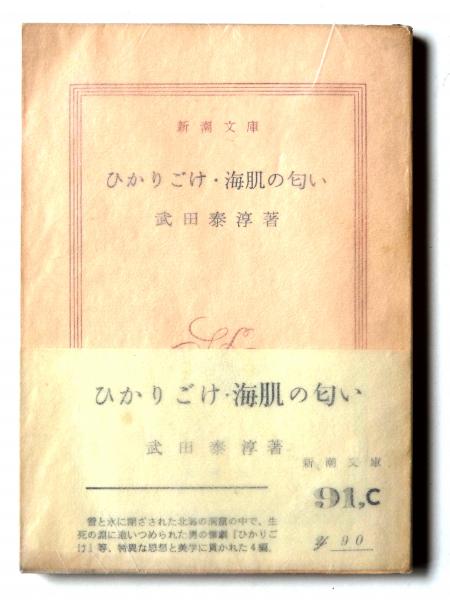 新潮文庫
ひかりごけ・海肌の匂い
武田泰淳著
ひかりごけ・海肌の匂い
武田泰淳著
新潮文庫
91,C
雪と氷に閉ざされた北海の洞窟の中で、生
死の淵に追いつめられた男の惨劇『ひかりご
け』等、特異な思想と美学に貫かれた4編。
¥90